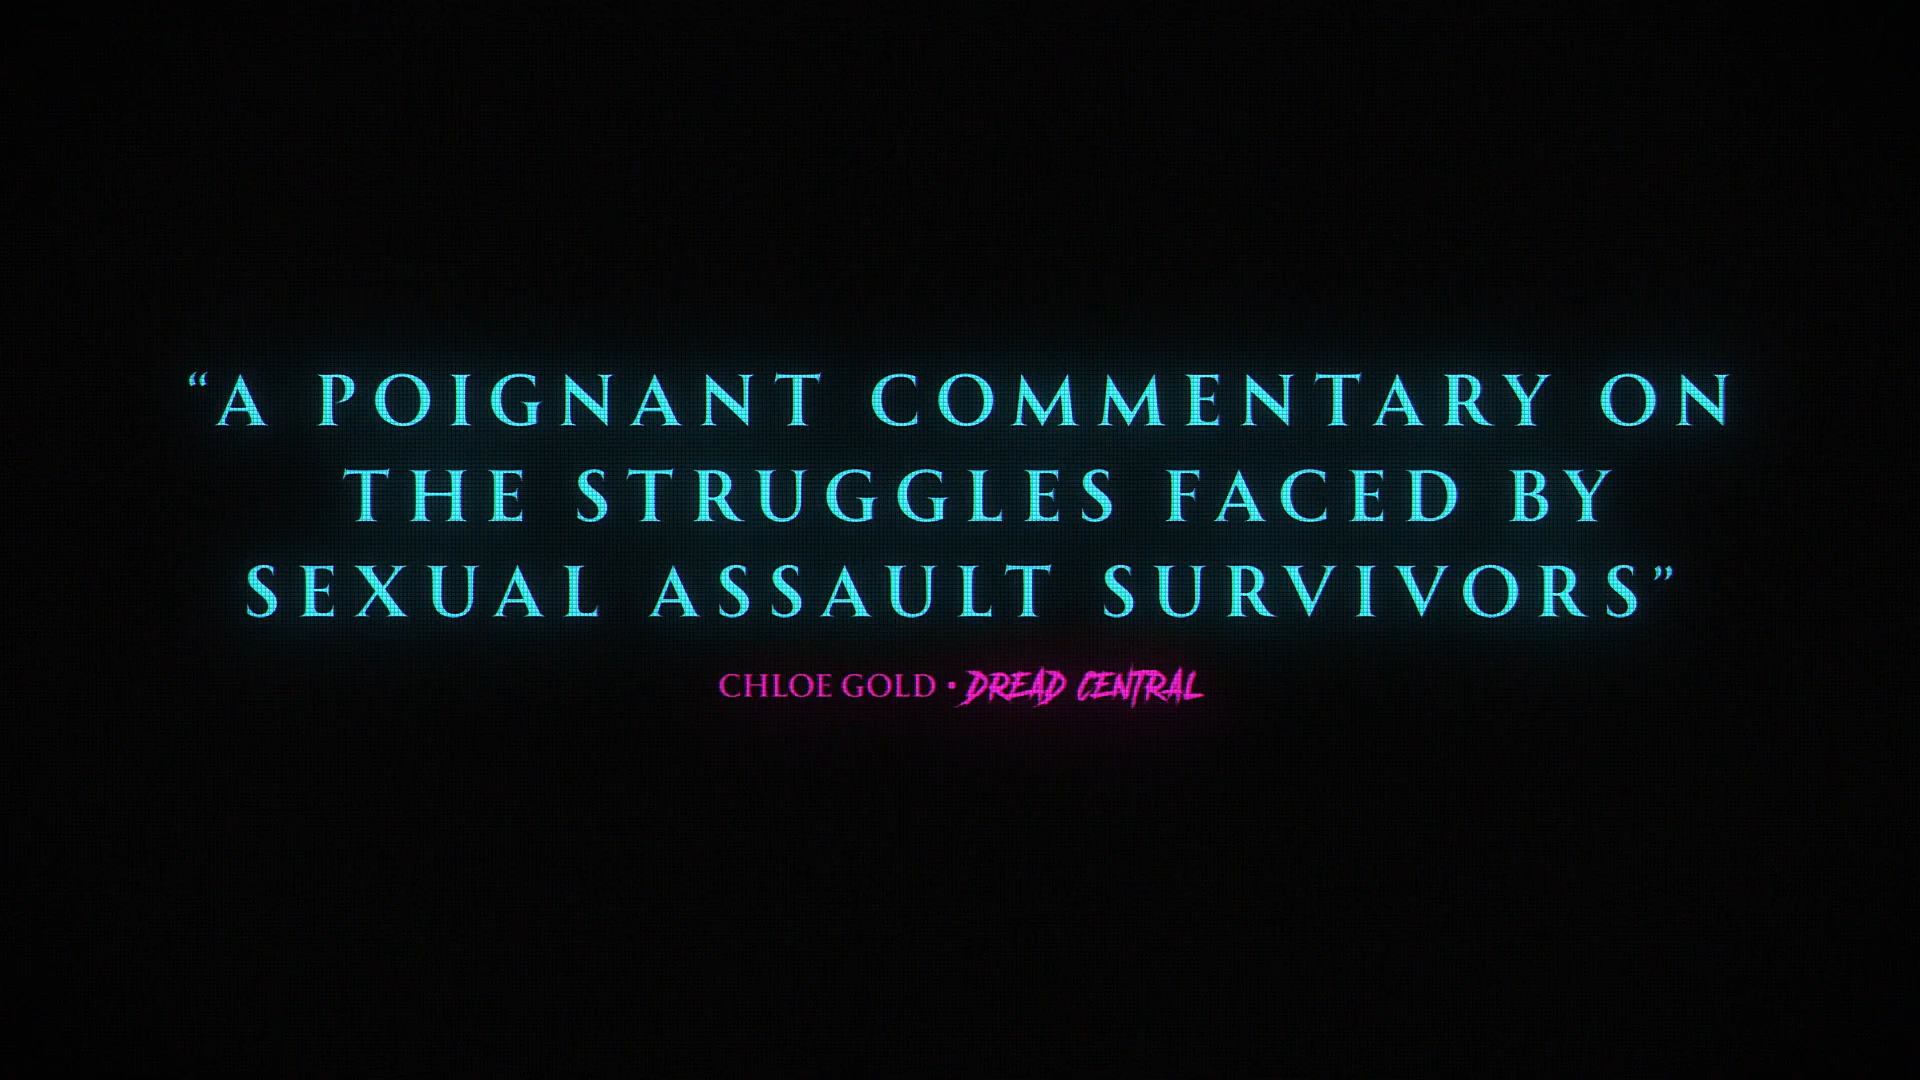 “A POIGNANT COMMENTARY ON
THE STRUGGLES FACED BY
SEXUAL ASSAULT SURVIVORS”
CHLOE GOLD • DREAD CENTRAL